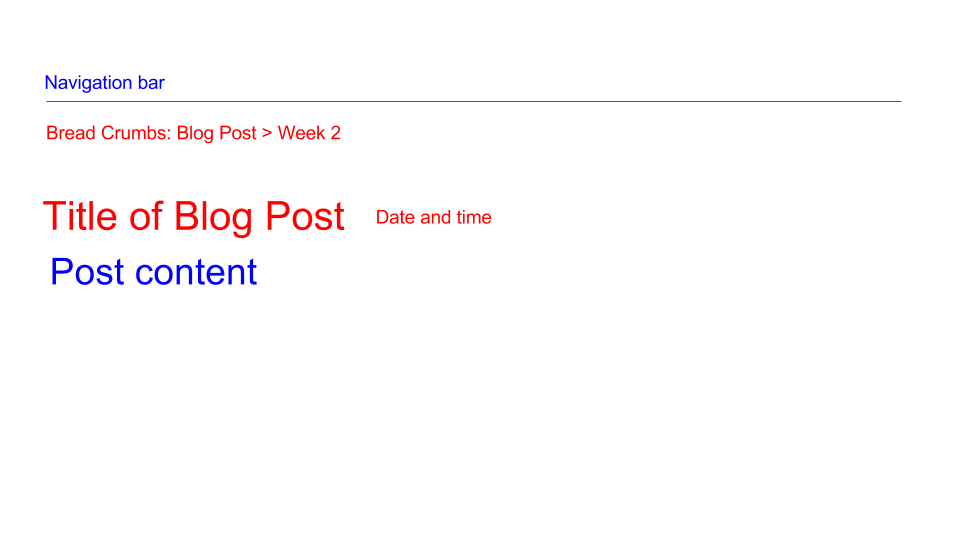 Navigation bar
Bread Crumbs: Blog Post > Week 2
Title of Blog Post Date and time
Post content